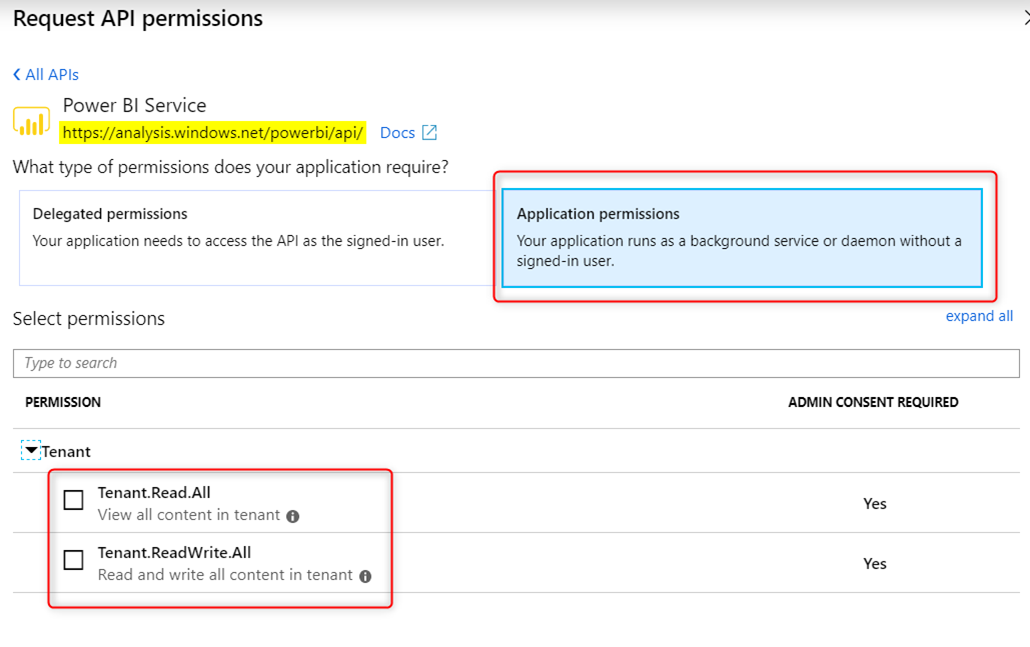 Request API permissions
All APIs
Power BI Service
https://analysis.windows.net/powerbi/api/ Docs
What type of permissions does your application require?
Delegated permissions
Your application needs to access the API as the signed-in user.
Application permissions
Your application runs as a background service or daemon without a
signed-in user.
Select permissions
expand all
Type to search
PERMISSION
ADMIN CONSENT REQUIRED
Tenant
Tenant.Read.All
View all content in tenant
Yes
Tenant.ReadWrite.All
Read and write all content in tenant
Yes